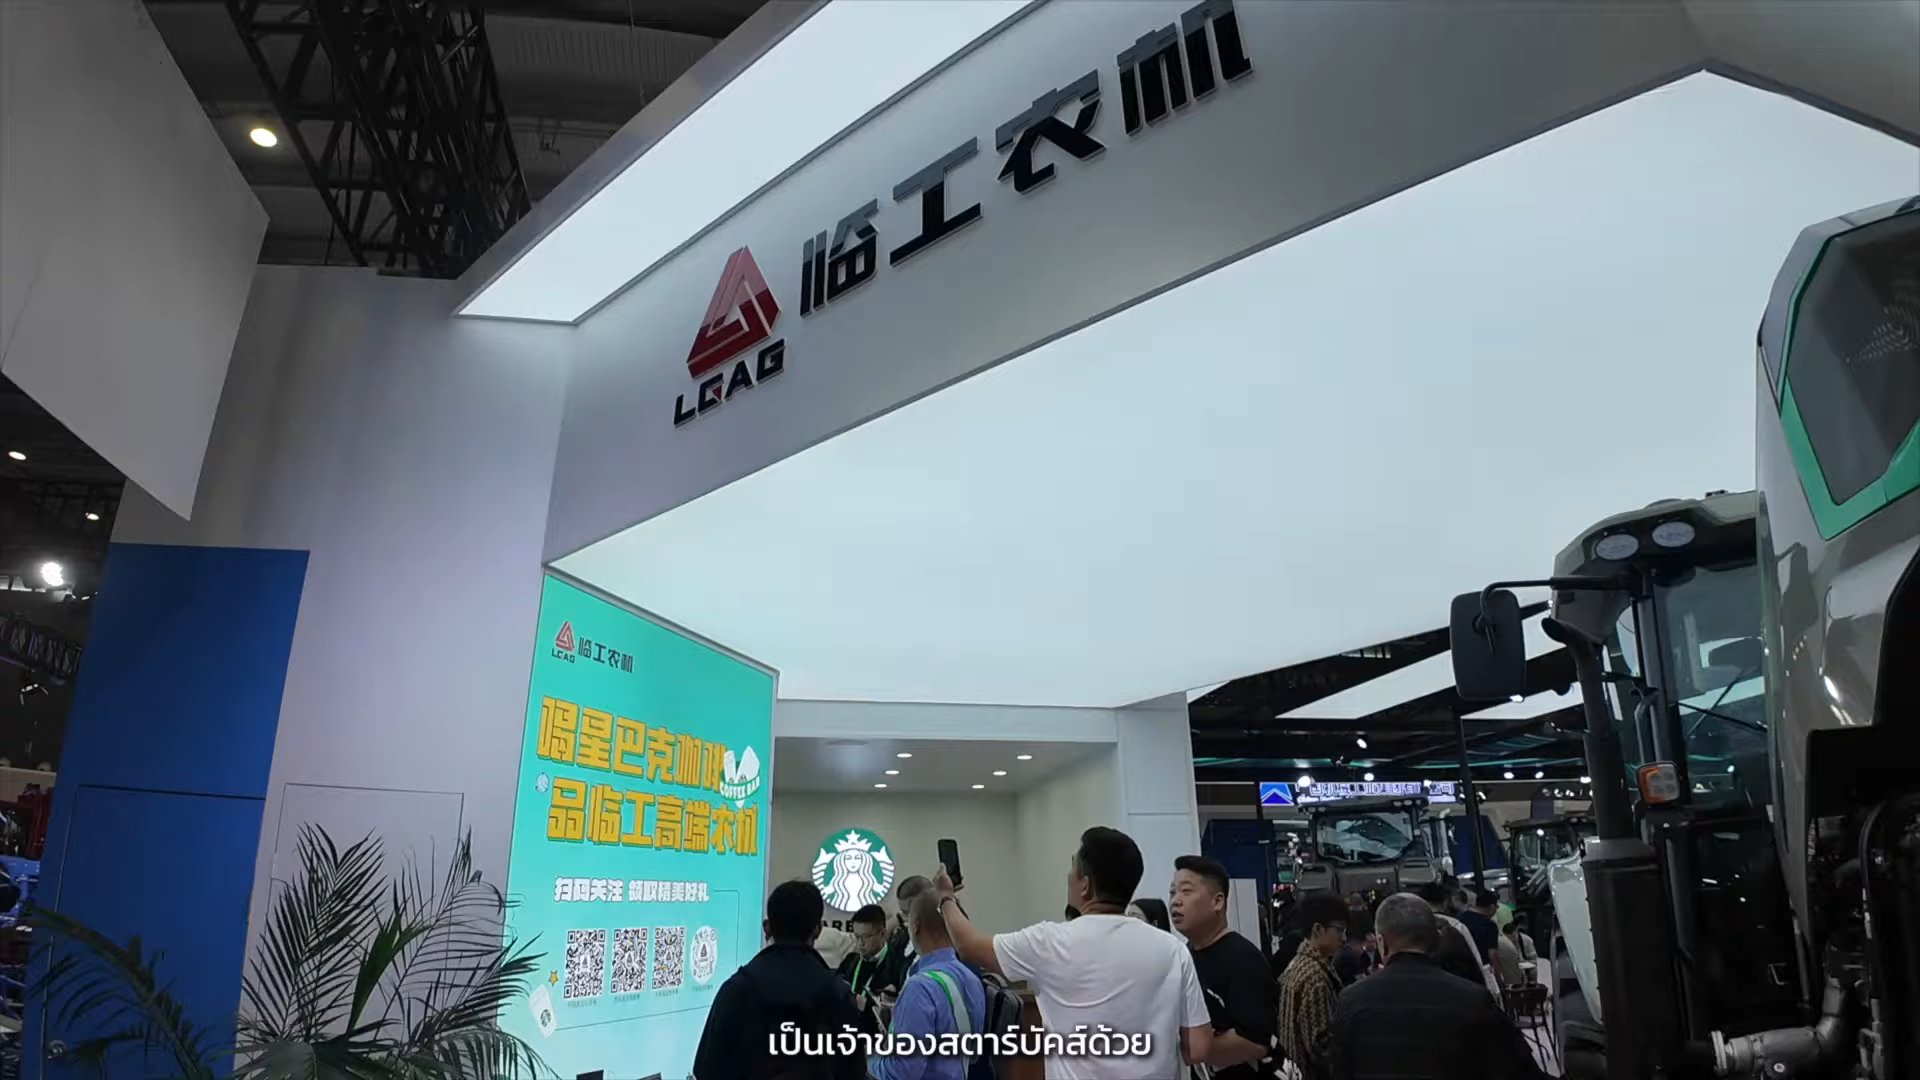 临工农机
LGAG
LGAG 临工农机
喝星巴克咖啡
COFFEE BAR
品临工高端农机
扫码关注 领取精美好礼
เป็นเจ้าของสตาร์บัคส์ด้วย